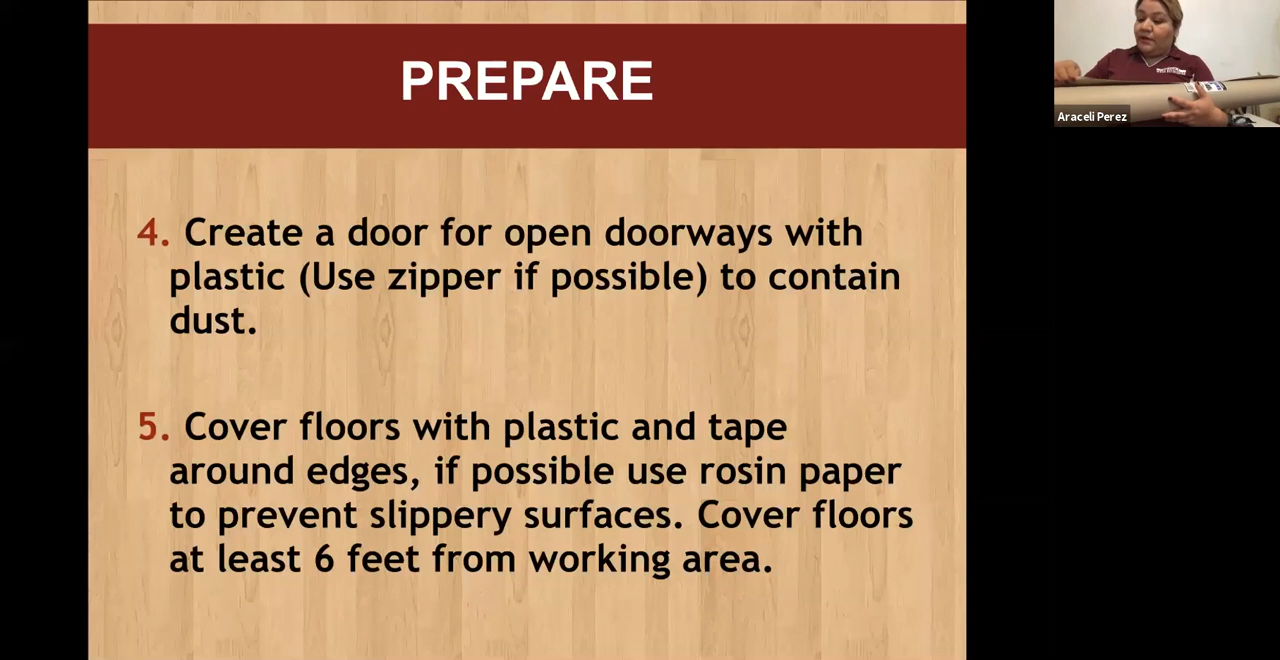 PREPARE
4. Create a door for open doorways with
plastic (Use zipper if possible) to contain
dust.
5. Cover floors with plastic and tape
around edges, if possible use rosin paper
to prevent slippery surfaces. Cover floors
at least 6 feet from working area.
Araceli Perez